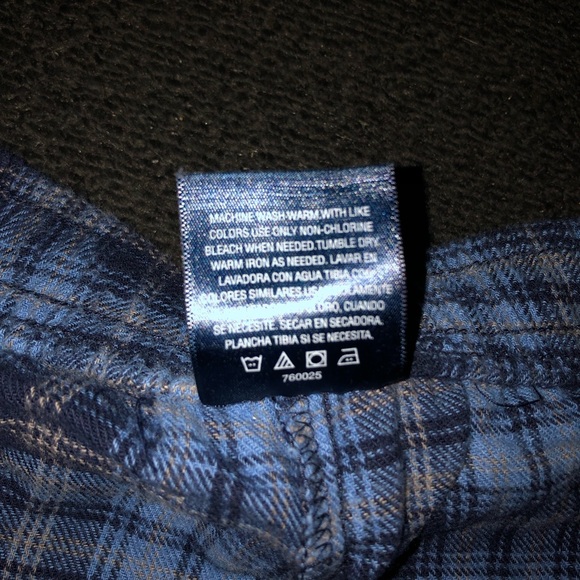 MACHINE WASH WARM WITH LIKE
COLORS.USE ONLY NON-CHLORINE
BLEACH WHEN NEEDED.TUMBLE DRY.
WARM IRON AS NEEDED. LAVAR EN
LAVADORA CON AGUA TIBIA CON
COLORES SIMILARES.USAR SOLAMENTE
CLORO, CUANDO
SE NECESITE. SECAR EN SECADORA.
PLANCHA TIBIA SI SE NECESITA.
760025